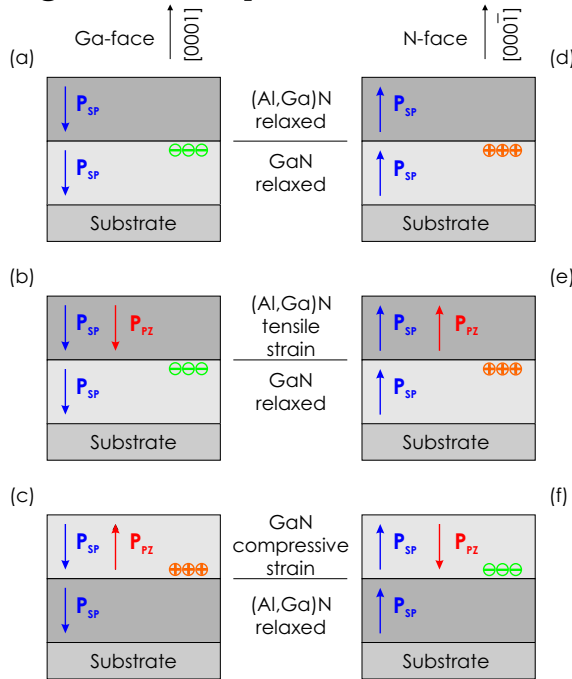 Ga-face [0001]
N-face [0001̄]
(a)
(d)
P_SP
P_SP
(Al,Ga)N
relaxed
GaN
relaxed
P_SP
P_SP
Substrate
Substrate
(b)
(e)
P_SP P_PZ
P_SP P_PZ
(Al,Ga)N
tensile
strain
GaN
relaxed
P_SP
P_SP
Substrate
Substrate
(c)
(f)
P_SP P_PZ
P_SP P_PZ
GaN
compressive
strain
(Al,Ga)N
relaxed
P_SP
P_SP
Substrate
Substrate